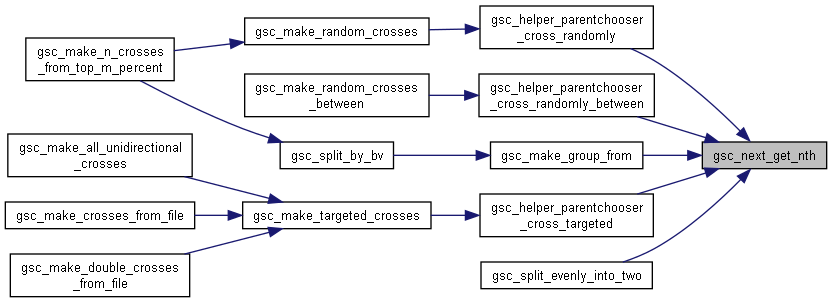 gsc_make_n_crosses
_from_top_m_percent
gsc_make_random_crosses
gsc_helper_parentchooser
_cross_randomly
gsc_make_random_crosses
_between
gsc_helper_parentchooser
_cross_randomly_between
gsc_make_all_unidirectional
_crosses
gsc_split_by_bv
gsc_make_group_from
gsc_next_get_nth
gsc_make_crosses_from_file
gsc_make_targeted_crosses
gsc_helper_parentchooser
_cross_targeted
gsc_make_double_crosses
_from_file
gsc_split_evenly_into_two